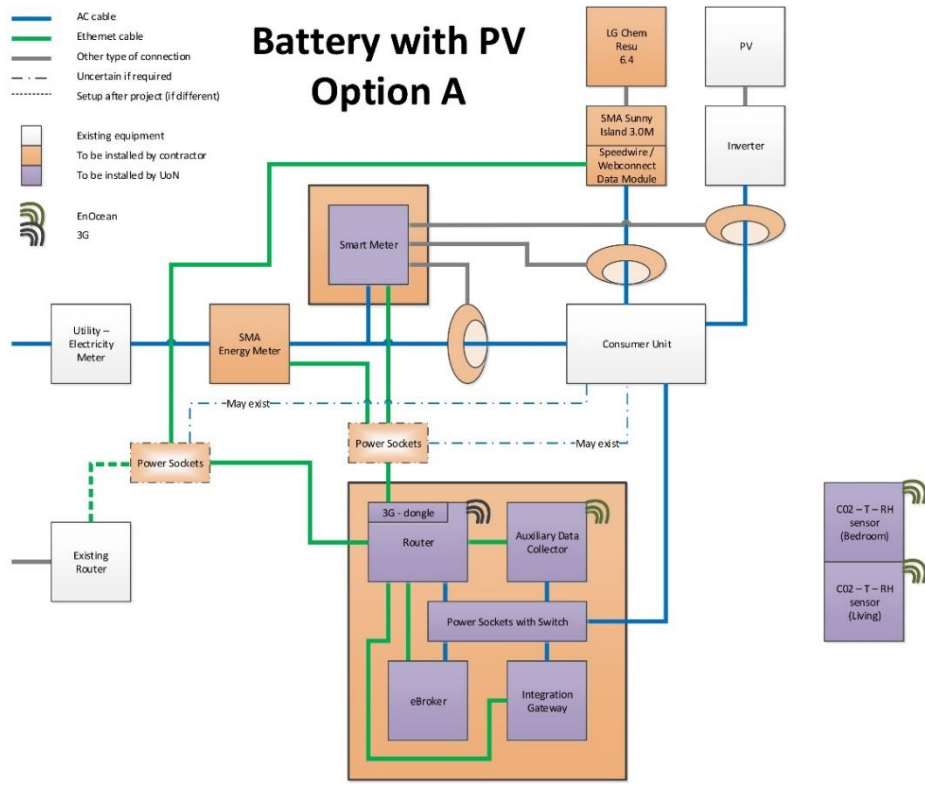 AC cable
Ethernet cable
Other type of connection
Uncertain if required
Setup after project (if different)
Existing equipment
To be installed by contractor
To be installed by UoN
EnOcean
3G
Battery with PV
Option A
LG Chem
Resu
6.4
PV
SMA Sunny
Island 3.0M
Speedwire /
Webconnect
Data Module
Inverter
Smart Meter
Utility –
Electricity
Meter
SMA
Energy Meter
Consumer Unit
May exist
May exist
Power Sockets
Power Sockets
Existing
Router
3G - dongle
Router
Auxiliary Data
Collector
Power Sockets with Switch
eBroker
Integration
Gateway
C02 – T – RH
sensor
(Bedroom)
C02 – T – RH
sensor
(Living)